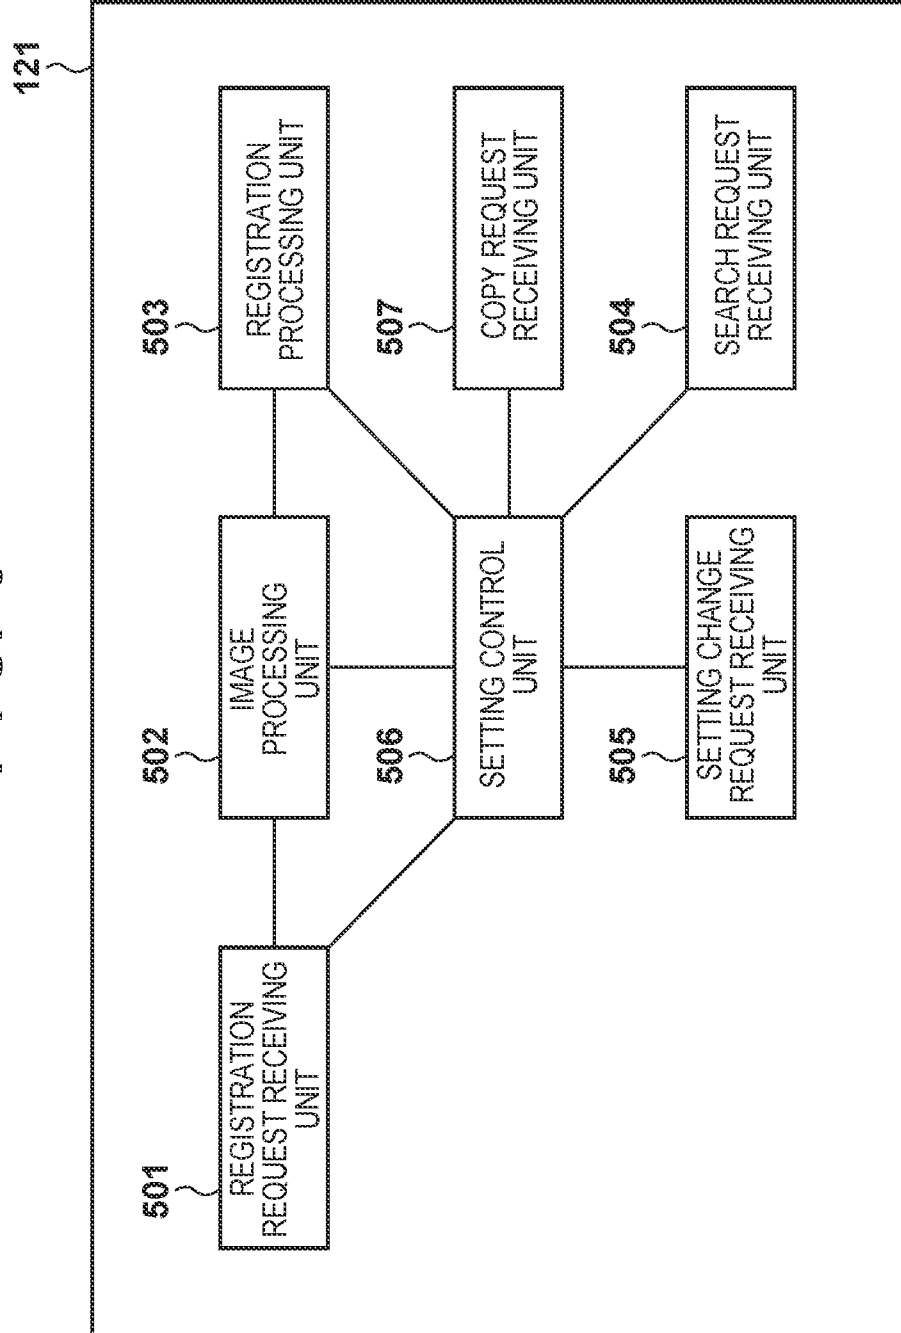 121
501
REGISTRATION
REQUEST RECEIVING
UNIT
502
IMAGE
PROCESSING
UNIT
503
REGISTRATION
PROCESSING UNIT
506
SETTING CONTROL
UNIT
507
COPY REQUEST
RECEIVING UNIT
505
SETTING CHANGE
REQUEST RECEIVING
UNIT
504
SEARCH REQUEST
RECEIVING UNIT